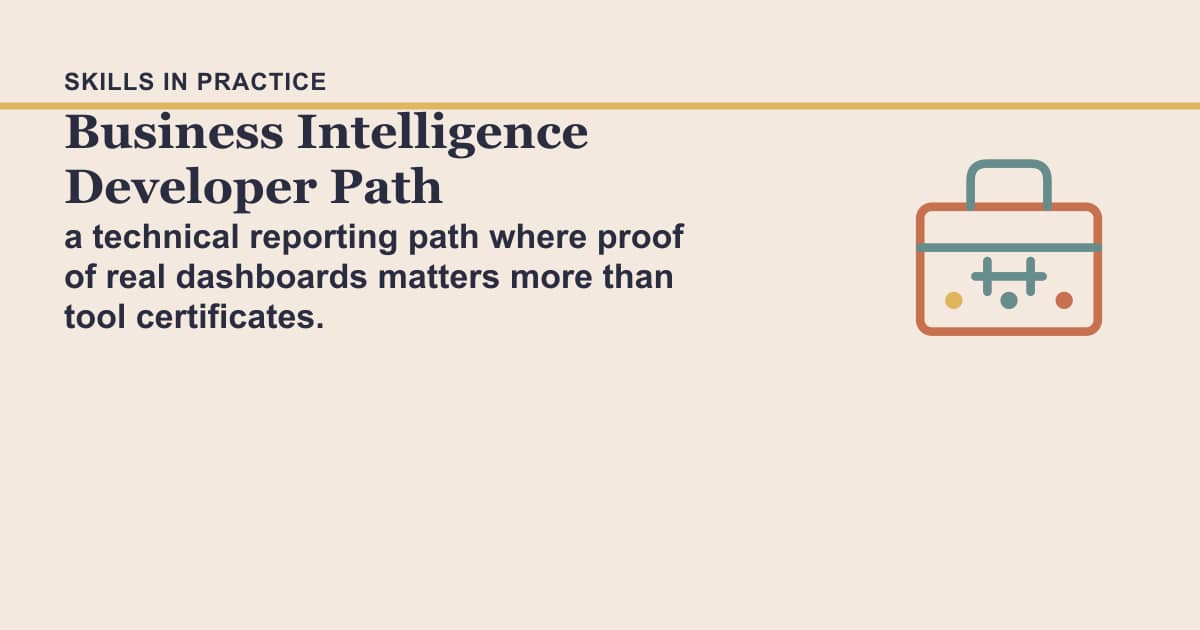 SKILLS IN PRACTICE
Business Intelligence
Developer Path
a technical reporting path where proof
of real dashboards matters more than
tool certificates.